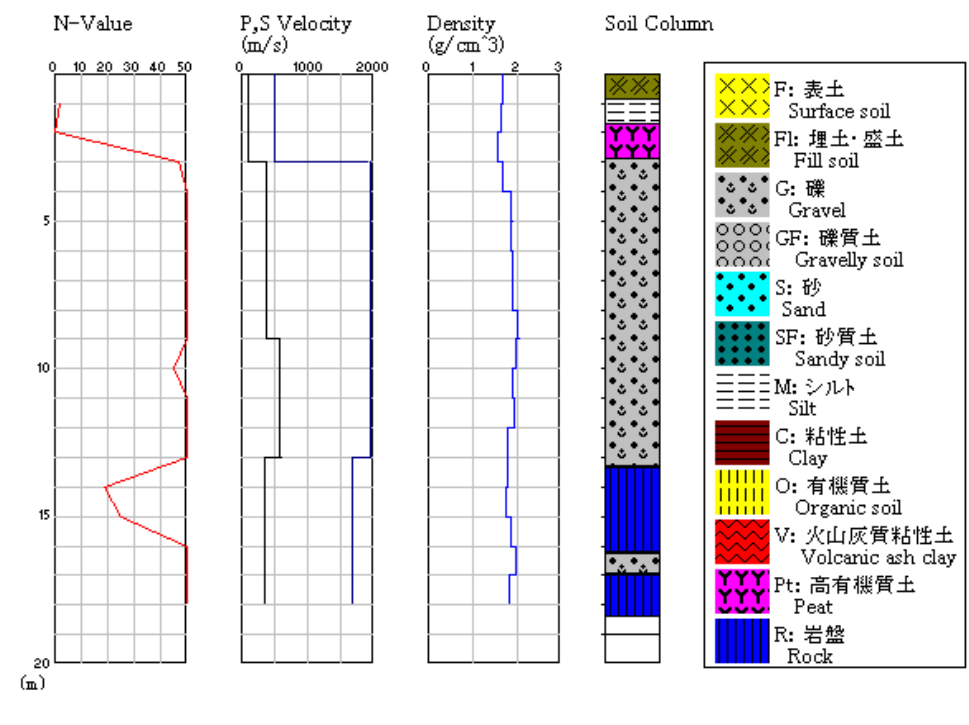 N-Value
P,S Velocity
(m/s)
Density
(g/cm^3)
Soil Column
0 10 20 30 40 50
0 1000 2000
0 1 2 3
5
10
15
20
(m)
F: 表土
Surface soil
FI: 埋土・盛土
Fill soil
G: 礫
Gravel
GF: 礫質土
Gravelly soil
S: 砂
Sand
SF: 砂質土
Sandy soil
M: シルト
Silt
C: 粘性土
Clay
O: 有機質土
Organic soil
V: 火山灰質粘性土
Volcanic ash clay
Pt: 高有機質土
Peat
R: 岩盤
Rock